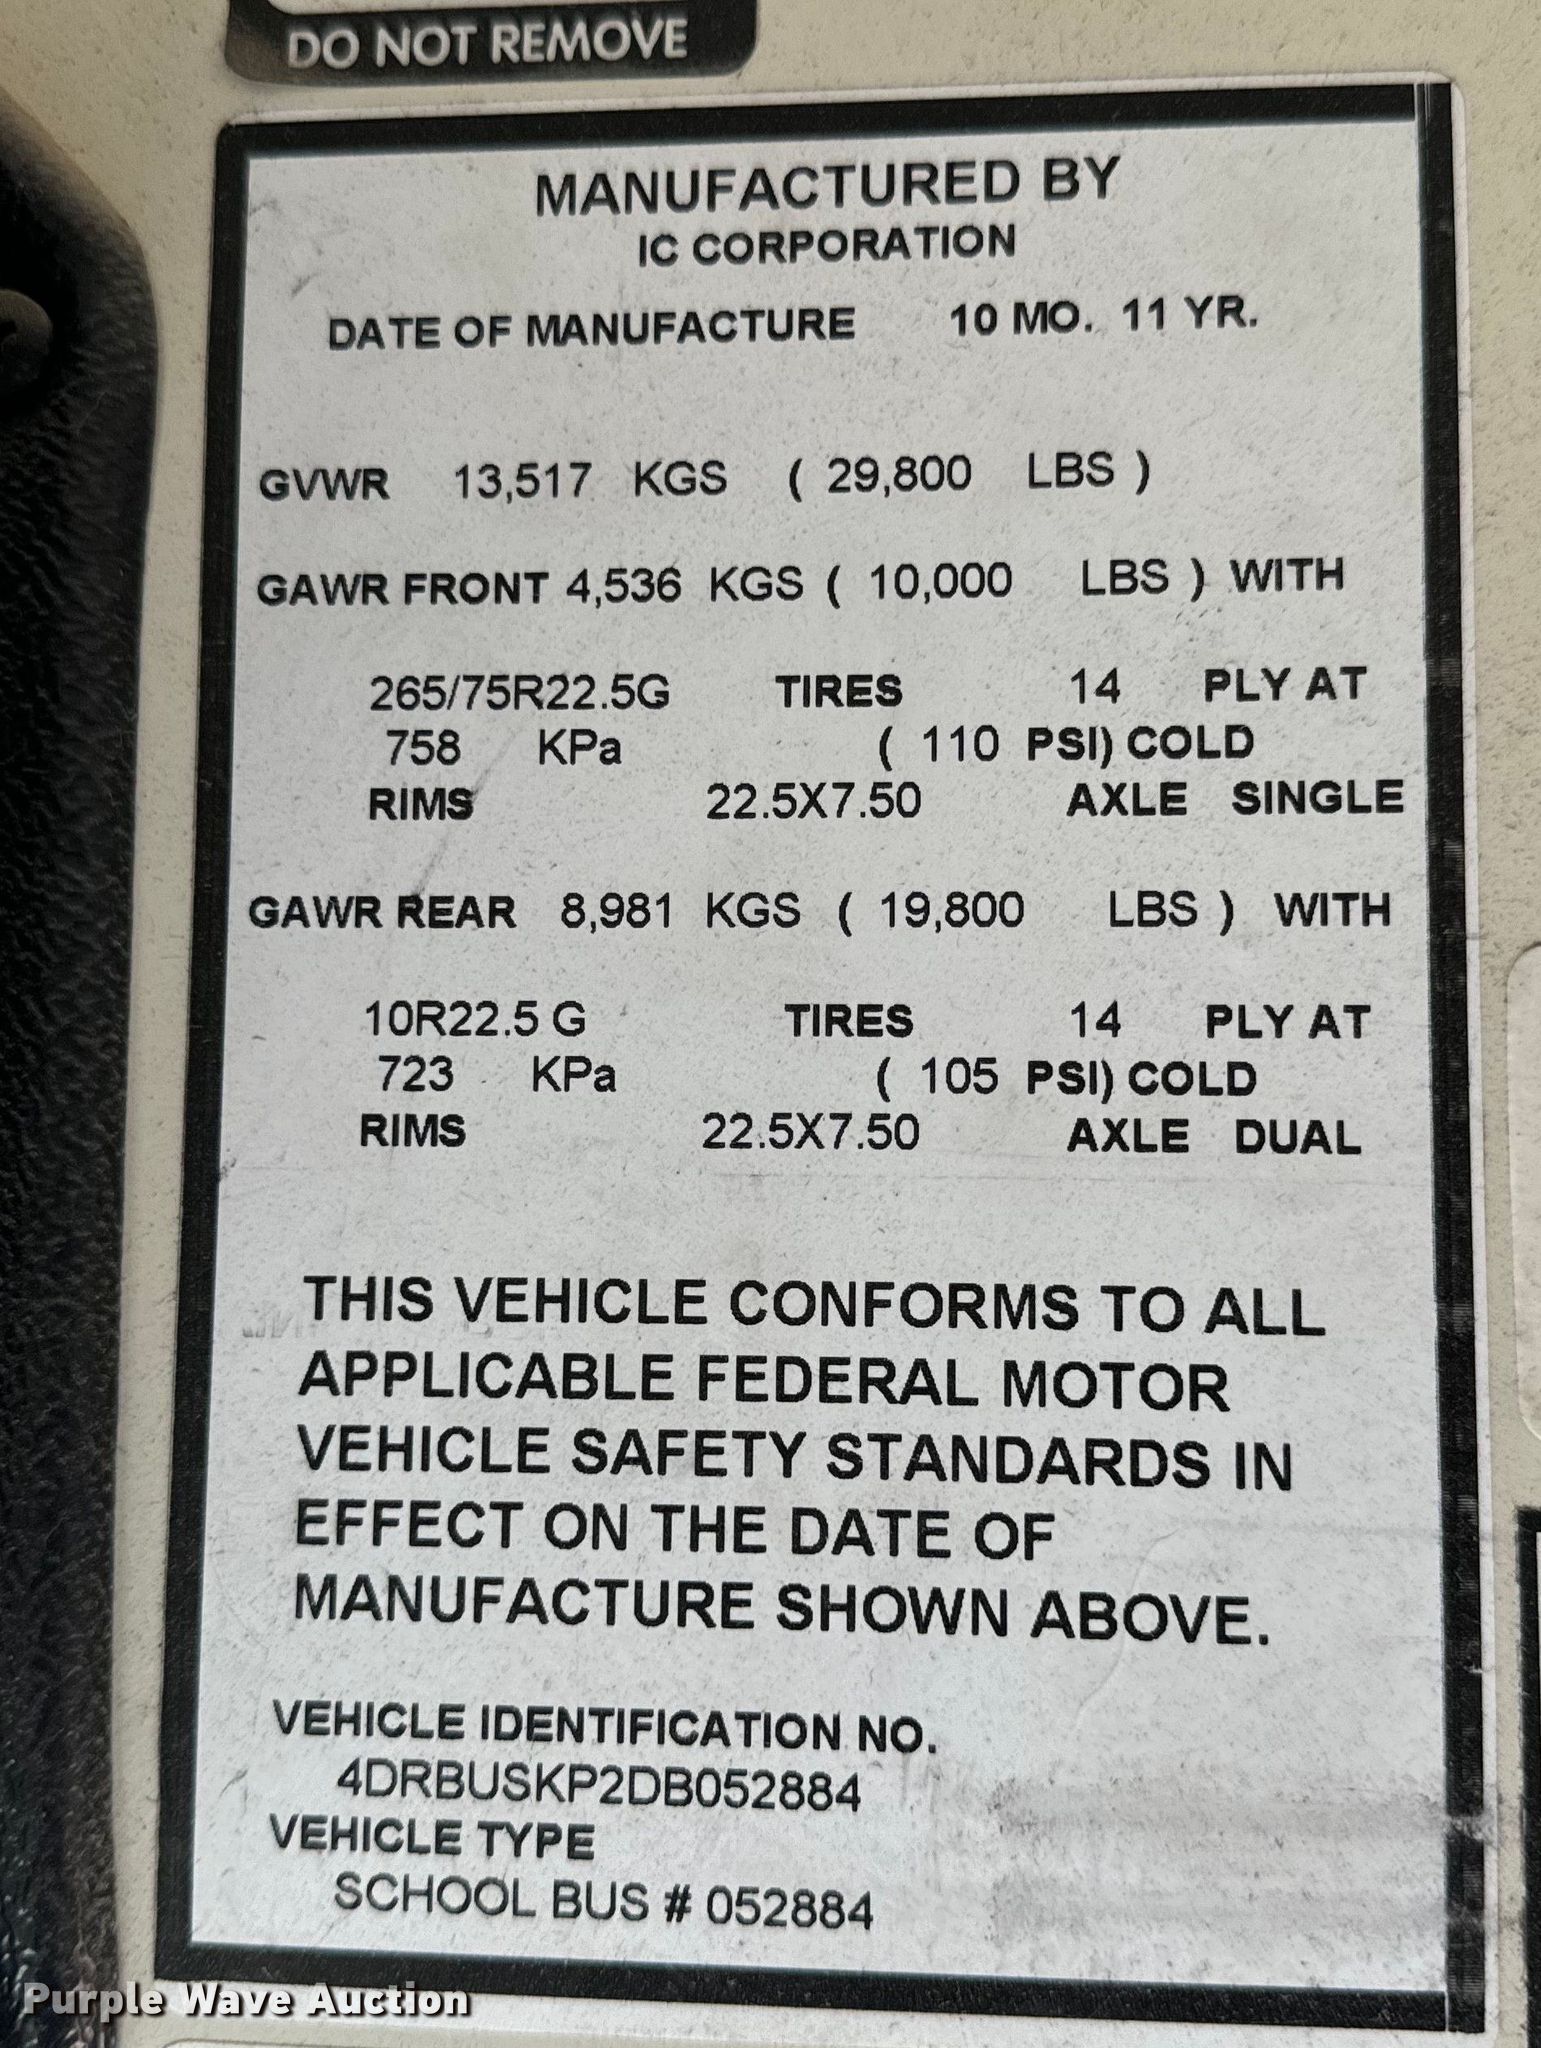 DO NOT REMOVE
MANUFACTURED BY
IC CORPORATION
DATE OF MANUFACTURE 10 MO. 11 YR.
GVWR 13,517 KGS ( 29,800 LBS )
GAWR FRONT 4,536 KGS ( 10,000 LBS ) WITH
265/75R22.5G TIRES 14 PLY AT
758 KPa ( 110 PSI) COLD
RIMS 22.5X7.50 AXLE SINGLE
GAWR REAR 8,981 KGS ( 19,800 LBS ) WITH
10R22.5 G TIRES 14 PLY AT
723 KPa ( 105 PSI) COLD
RIMS 22.5X7.50 AXLE DUAL
THIS VEHICLE CONFORMS TO ALL
APPLICABLE FEDERAL MOTOR
VEHICLE SAFETY STANDARDS IN
EFFECT ON THE DATE OF
MANUFACTURE SHOWN ABOVE.
VEHICLE IDENTIFICATION NO.
4DRBUSKP2DB052884
VEHICLE TYPE
SCHOOL BUS # 052884
Purple Wave Auction